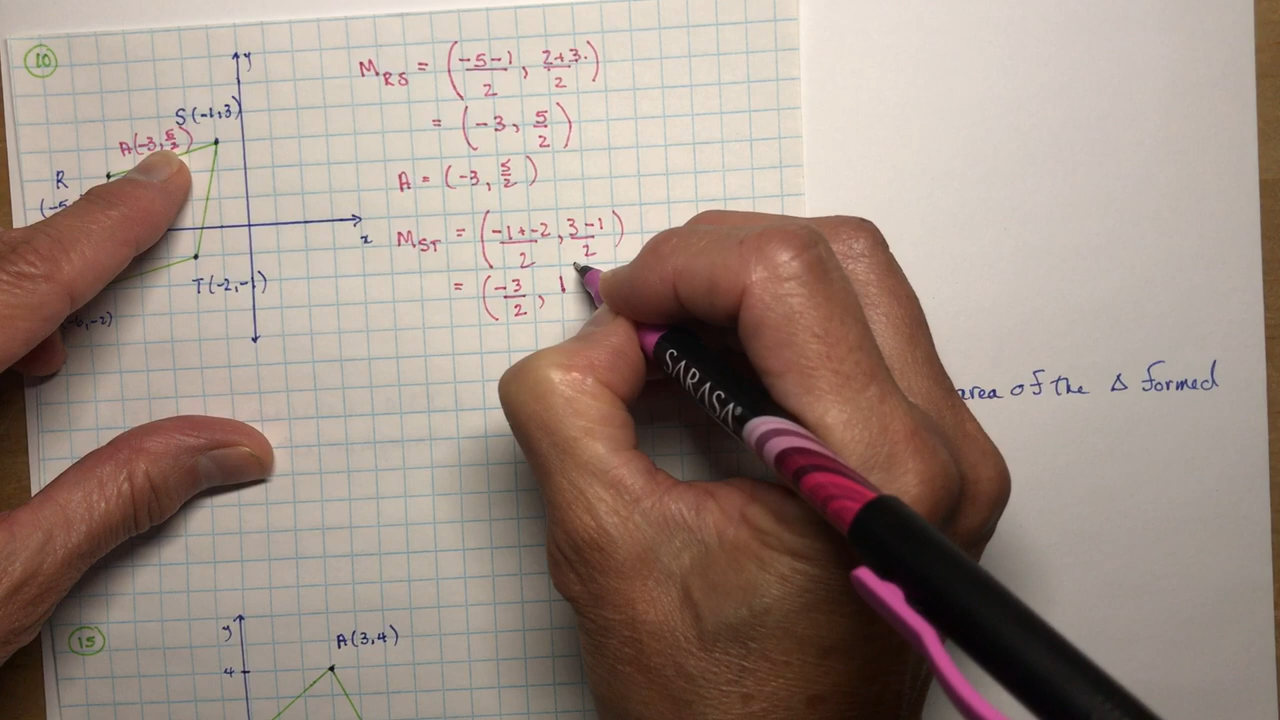 10
y
S(-1,3)
A(-3, 5/2)
R
(-5,
x
T(-2,-1)
-6,-2)
M_RS = ((-5-1)/2, (2+3)/2)
= (-3, 5/2)
A = (-3, 5/2)
M_ST = ((-1+-2)/2, (3-1)/2)
= (-3/2, 1
SARASA
area of the Δ formed
15
y
A(3,4)
4